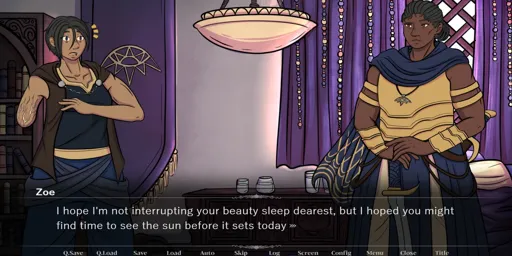 Zoe
I hope I'm not interrupting your beauty sleep dearest, but I hoped you might
find time to see the sun before it sets today »
Q.Save Q.Load Save Load Auto Skip Log Screen Config Menu Close Title